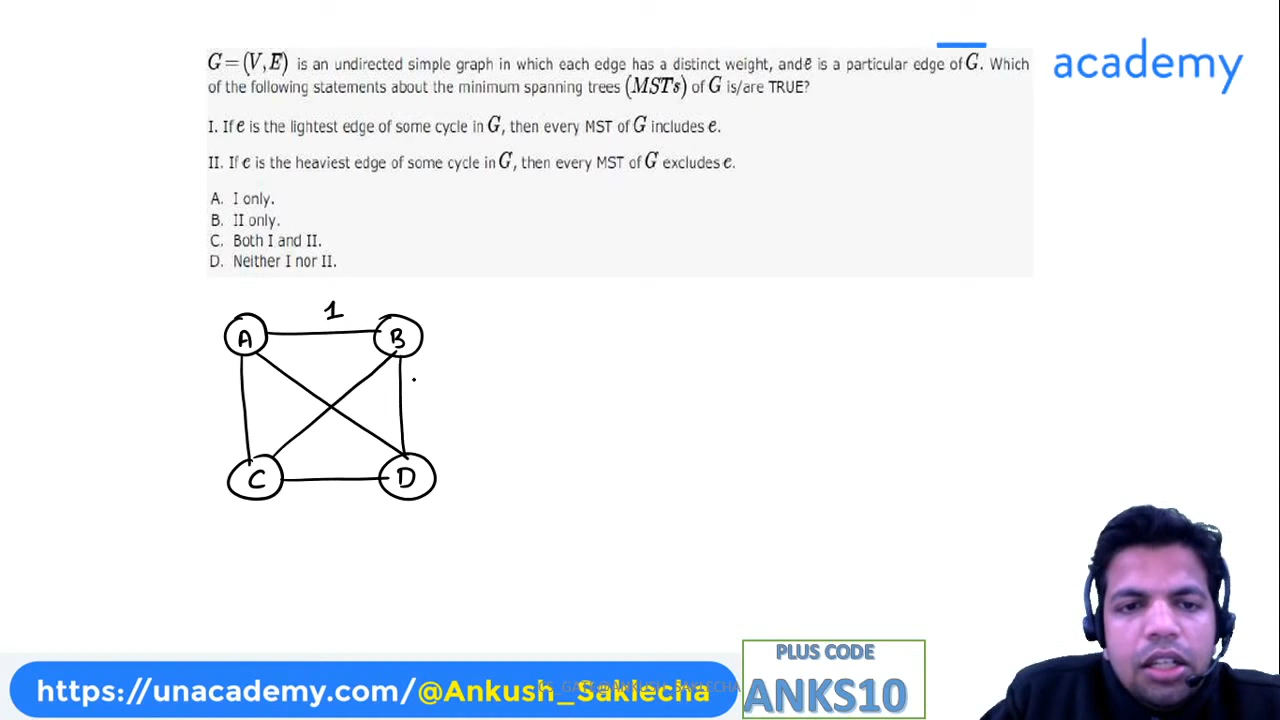 academy
G=(V,E) is an undirected simple graph in which each edge has a distinct weight, and e is a particular edge of G. Which
of the following statements about the minimum spanning trees (MSTs) of G is/are TRUE?
I. If e is the lightest edge of some cycle in G, then every MST of G includes e.
II. If e is the heaviest edge of some cycle in G, then every MST of G excludes e.
A. I only.
B. II only.
C. Both I and II.
D. Neither I nor II.
1
A B
C D
PLUS CODE
https://unacademy.com/@Ankush_Saklecha
ANKS10